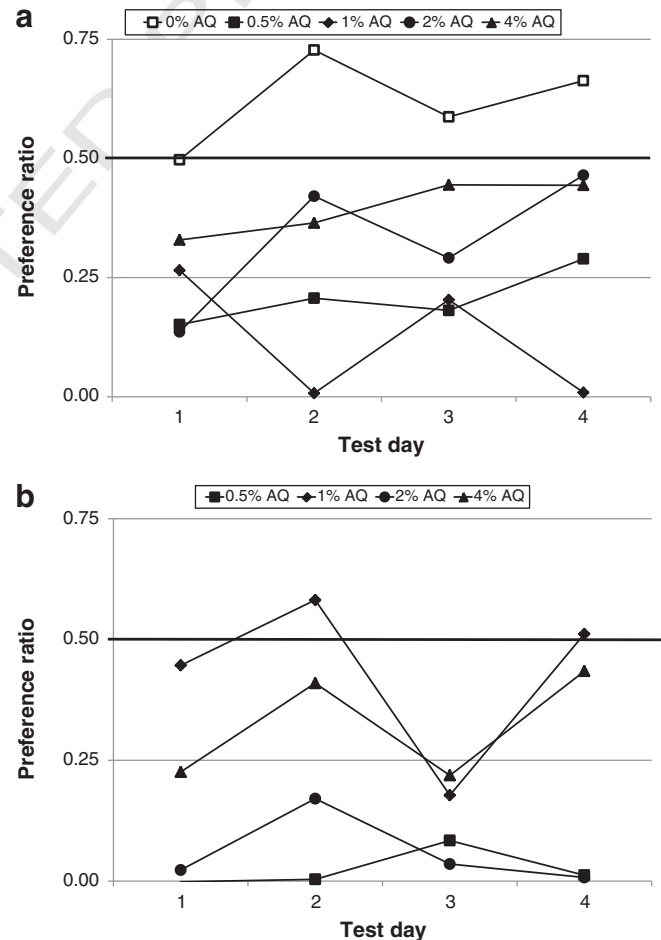 a
0% AQ 0.5% AQ 1% AQ 2% AQ 4% AQ
0.75
0.50
0.25
0.00
Preference ratio
1 2 3 4
Test day
b
0.5% AQ 1% AQ 2% AQ 4% AQ
0.75
0.50
0.25
0.00
Preference ratio
1 2 3 4
Test day